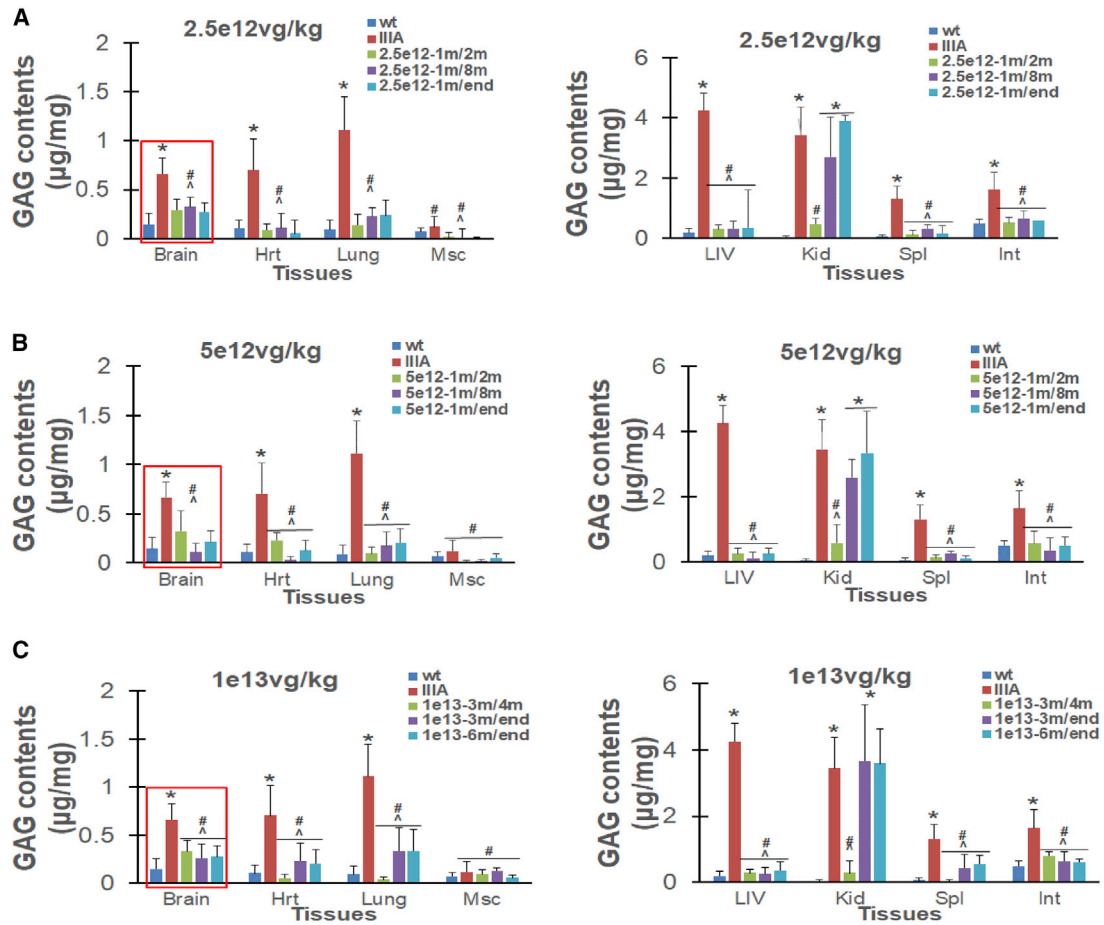 A
2.5e12vg/kg
wt
IIIA
2.5e12-1m/2m
2.5e12-1m/8m
2.5e12-1m/end
GAG contents
(µg/mg)
2
1.5
1
0.5
0
* # ^ * # ^ * # ^ # # ^
Brain Hrt Lung Msc
Tissues
2.5e12vg/kg
wt
IIIA
2.5e12-1m/2m
2.5e12-1m/8m
2.5e12-1m/end
GAG contents
(µg/mg)
6
4
2
0
* # ^ * # * * # ^ * # ^
LIV Kid Spl Int
Tissues
B
5e12vg/kg
wt
IIIA
5e12-1m/2m
5e12-1m/8m
5e12-1m/end
GAG contents
(µg/mg)
2
1.5
1
0.5
0
* # ^ * # ^ * # ^ #
Brain Hrt Lung Msc
Tissues
5e12vg/kg
wt
IIIA
5e12-1m/2m
5e12-1m/8m
5e12-1m/end
GAG contents
(µg/mg)
6
4
2
0
* # ^ * # ^ * * # ^ * # ^
LIV Kid Spl Int
Tissues
C
1e13vg/kg
wt
IIIA
1e13-3m/4m
1e13-3m/end
1e13-6m/end
GAG contents
(µg/mg)
2
1.5
1
0.5
0
* # ^ * # ^ * # ^ #
Brain Hrt Lung Msc
Tissues
1e13vg/kg
wt
IIIA
1e13-3m/4m
1e13-3m/end
1e13-6m/end
GAG contents
(µg/mg)
6
4
2
0
* # ^ * # ^ * * # ^ * # ^
LIV Kid Spl Int
Tissues